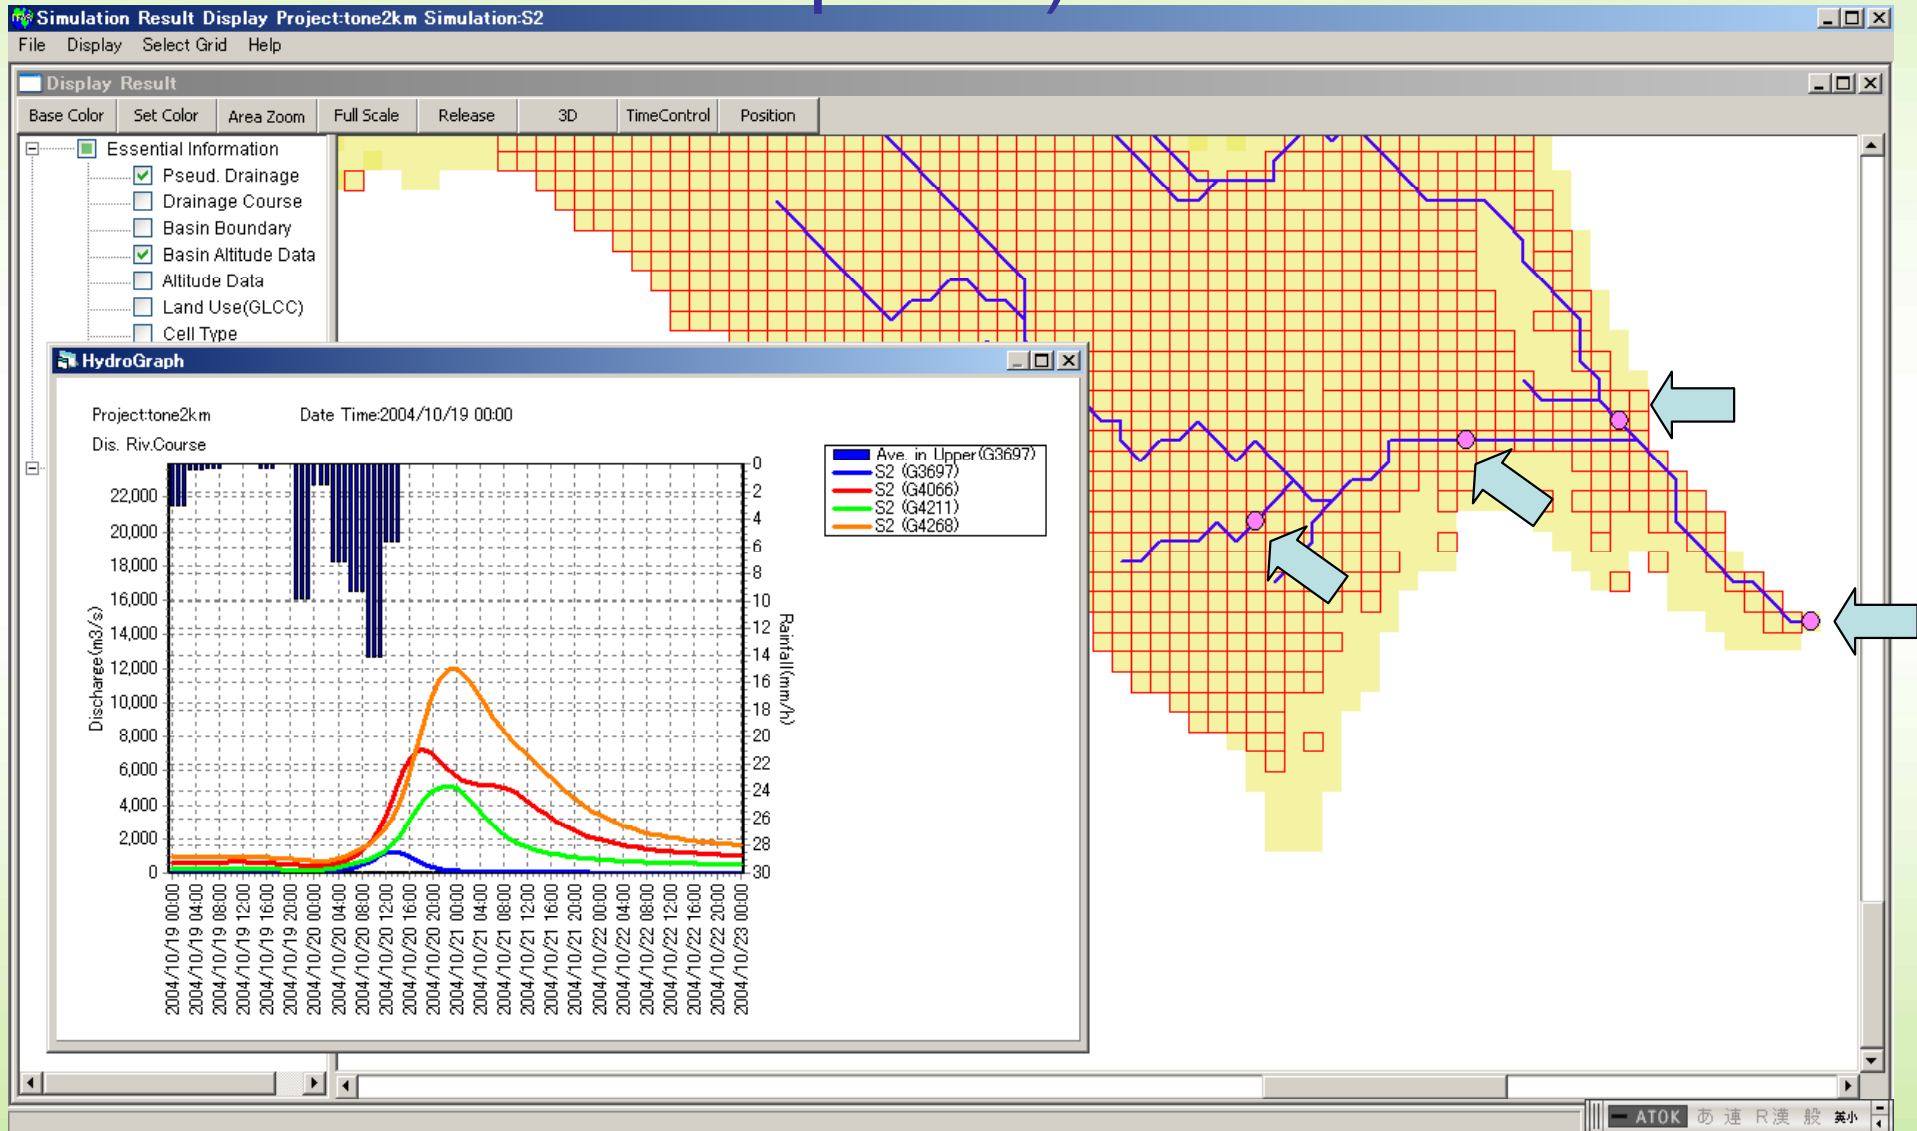 Simulation Result Display Project:tone2km Simulation:S2
File Display Select Grid Help
Display Result
Base Color Set Color Area Zoom Full Scale Release 3D TimeControl Position
Essential Information
Pseud. Drainage
Drainage Course
Basin Boundary
Basin Altitude Data
Altitude Data
Land Use(GLCC)
Cell Type
HydroGraph
Project:tone2km Date Time:2004/10/19 00:00
Dis. Riv.Course
Ave. in Upper(G3697)
S2 (G3697)
S2 (G4066)
S2 (G4211)
S2 (G4268)
Discharge(m3/s)
22,000
20,000
18,000
16,000
14,000
12,000
10,000
8,000
6,000
4,000
2,000
0
0
2
4
6
8
10
12
14
16
18
20
22
24
26
28
30
Rainfall(mm/h)
2004/10/19 00:00
2004/10/19 04:00
2004/10/19 08:00
2004/10/19 12:00
2004/10/19 16:00
2004/10/19 20:00
2004/10/20 00:00
2004/10/20 04:00
2004/10/20 08:00
2004/10/20 12:00
2004/10/20 16:00
2004/10/20 20:00
2004/10/21 00:00
2004/10/21 04:00
2004/10/21 08:00
2004/10/21 12:00
2004/10/21 16:00
2004/10/21 20:00
2004/10/22 00:00
2004/10/22 04:00
2004/10/22 08:00
2004/10/22 12:00
2004/10/22 16:00
2004/10/22 20:00
2004/10/23 00:00
ATOK あ 連 R漢 般 英小